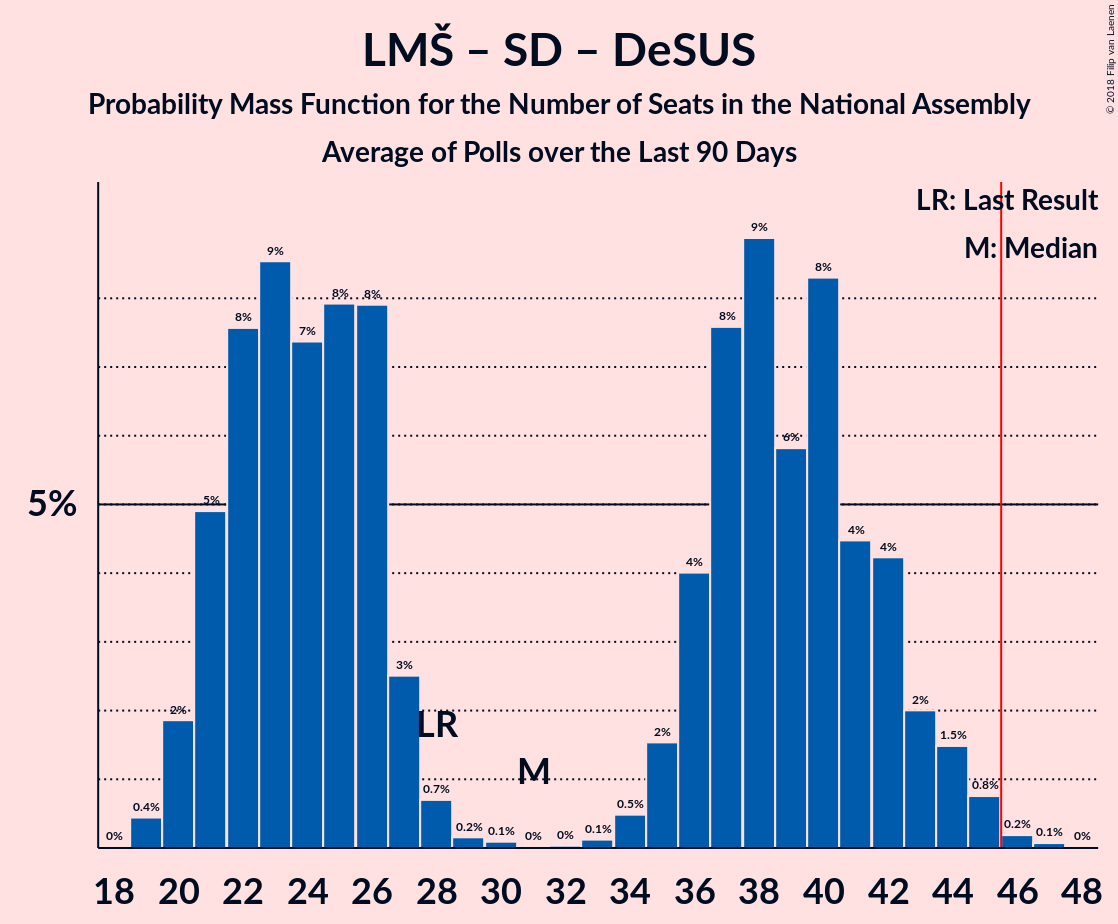 LMŠ – SD – DeSUS
Probability Mass Function for the Number of Seats in the National Assembly
Average of Polls over the Last 90 Days
© 2018 Filip van Laenen
LR: Last Result
M: Median
5%
0% 0.4% 2% 5% 8% 9% 7% 8% 8% 3% 0.7% 0.2% 0.1% 0% 0% 0.1% 0.5% 2% 4% 8% 9% 6% 8% 4% 4% 2% 1.5% 0.8% 0.2% 0.1% 0%
LR
M
18 20 22 24 26 28 30 32 34 36 38 40 42 44 46 48